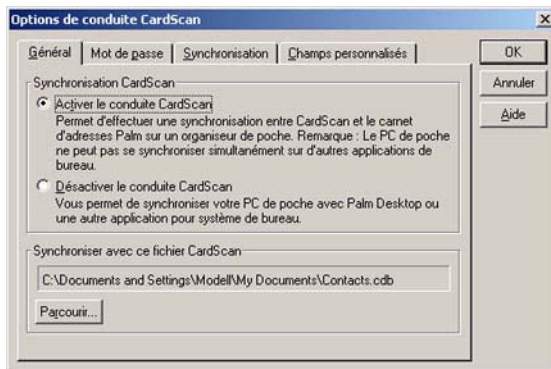 Options de conduite CardScan
Général Mot de passe Synchronisation Champs personnalisés
OK
Annuler
Aide
Synchronisation CardScan
Activer le conduite CardScan
Permet d'effectuer une synchronisation entre CardScan et le carnet
d'adresses Palm sur un organiseur de poche. Remarque : Le PC de poche
ne peut pas se synchroniser simultanément sur d'autres applications de
bureau.
Désactiver le conduite CardScan
Vous permet de synchroniser votre PC de poche avec Palm Desktop ou
une autre application pour système de bureau.
Synchroniser avec ce fichier CardScan
C:\Documents and Settings\Modell\My Documents\Contacts.cdb
Parcourir...